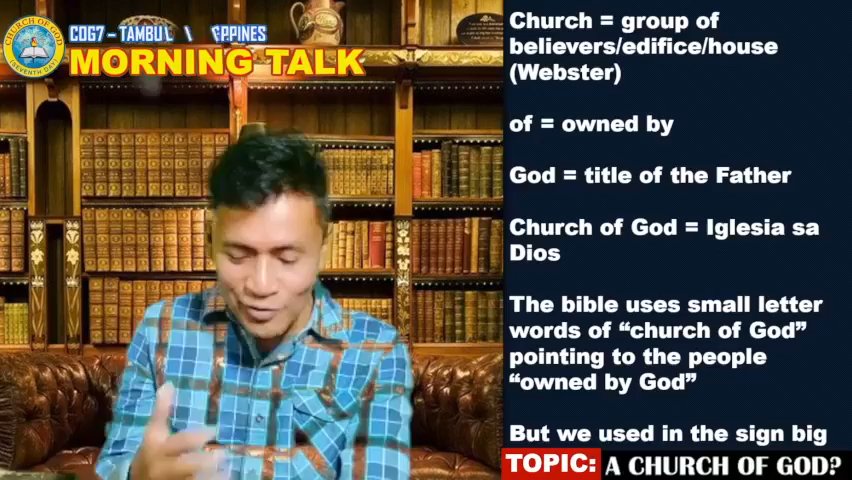 CHURCH OF GOD
(SEVENTH DAY)
COG7 -
MORNING TALK
Church = group of
believers/edifice/house
(Webster)
of = owned by
God = title of the Father
Church of God = Iglesia sa
Dios
The bible uses small letter
words of “church of God”
pointing to the people
“owned by God”
But we used in the sign big
TOPIC: A CHURCH OF GOD?